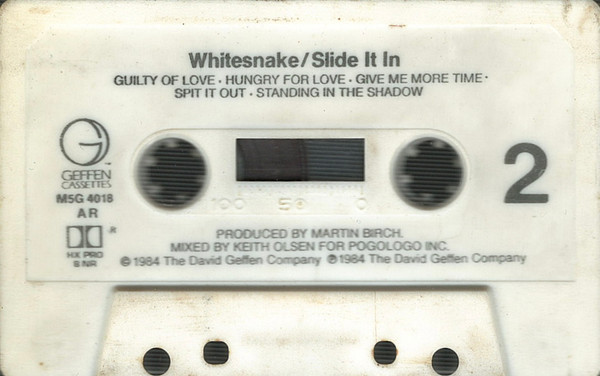 Whitesnake/Slide It In
GUILTY OF LOVE · HUNGRY FOR LOVE · GIVE ME MORE TIME ·
SPIT IT OUT · STANDING IN THE SHADOW
G
GEFFEN
CASSETTES
M5G 4018
AR
HX PRO
B NR
2
100 50 0
PRODUCED BY MARTIN BIRCH.
MIXED BY KEITH OLSEN FOR POGOLOGO INC.
©1984 The David Geffen Company ℗1984 The David Geffen Company